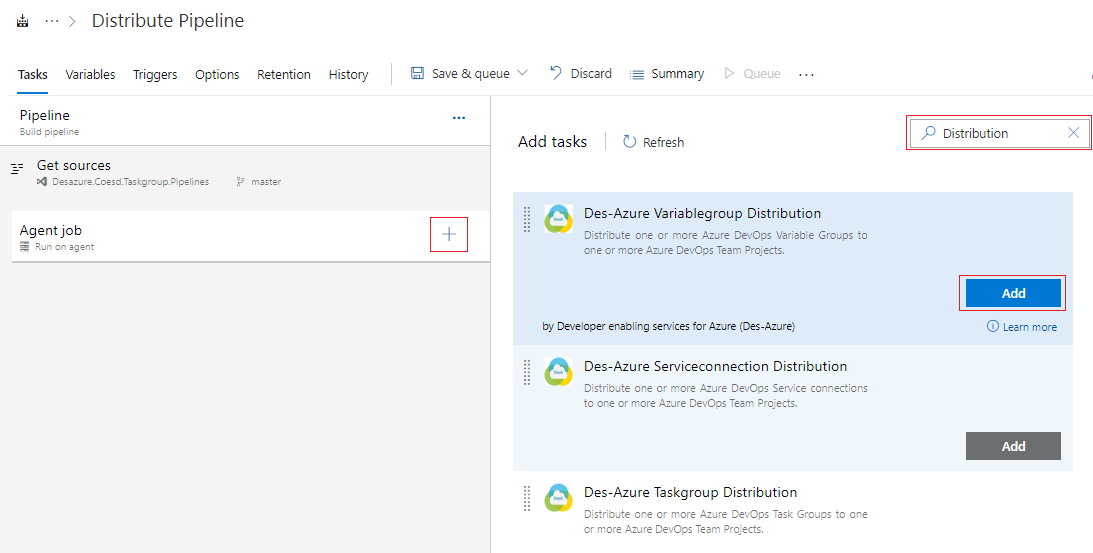 ··· > Distribute Pipeline
Tasks Variables Triggers Options Retention History Save & queue Discard Summary Queue ···
Pipeline ···
Build pipeline
Get sources
Desazure.Coesd.Taskgroup.Pipelines master
Agent job +
Run on agent
Add tasks Refresh Distribution
Des-Azure Variablegroup Distribution
Distribute one or more Azure DevOps Variable Groups to
one or more Azure DevOps Team Projects.
Add
by Developer enabling services for Azure (Des-Azure) Learn more
Des-Azure Serviceconnection Distribution
Distribute one or more Azure DevOps Service connections
to one or more Azure DevOps Team Projects.
Add
Des-Azure Taskgroup Distribution
Distribute one or more Azure DevOps Task Groups to one
or more Azure DevOps Team Projects.